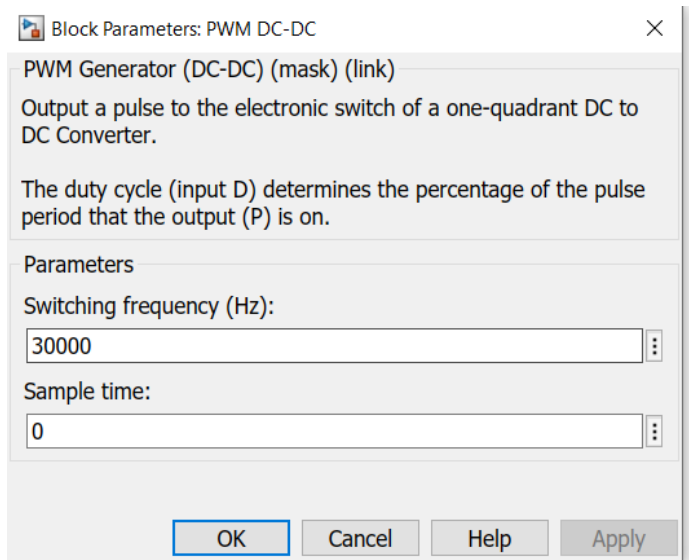 Block Parameters: PWM DC-DC
PWM Generator (DC-DC) (mask) (link)
Output a pulse to the electronic switch of a one-quadrant DC to
DC Converter.
The duty cycle (input D) determines the percentage of the pulse
period that the output (P) is on.
Parameters
Switching frequency (Hz):
30000
Sample time:
0
OK Cancel Help Apply